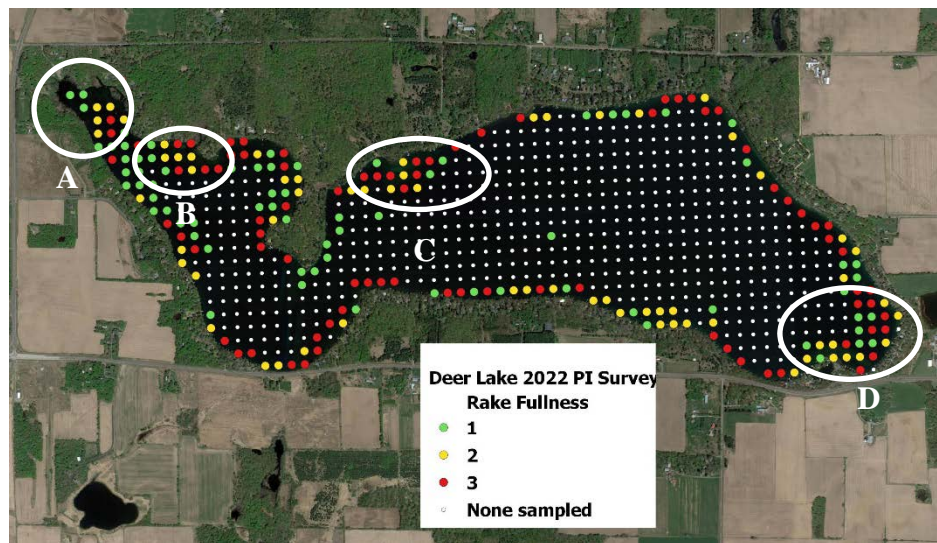 A
B
C
D
Deer Lake 2022 PI Survey
Rake Fullness
1
2
3
None sampled